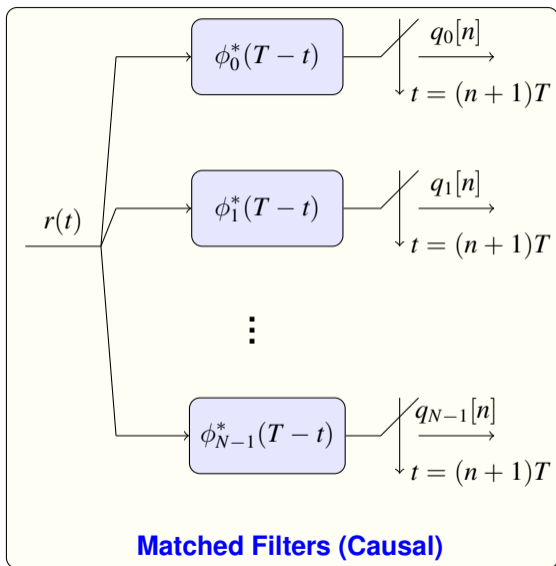 ϕ₀*(T − t)
q₀[n]
t = (n + 1)T
r(t)
ϕ₁*(T − t)
q₁[n]
t = (n + 1)T
⋮
ϕ*_{N−1}(T − t)
q_{N−1}[n]
t = (n + 1)T
Matched Filters (Causal)